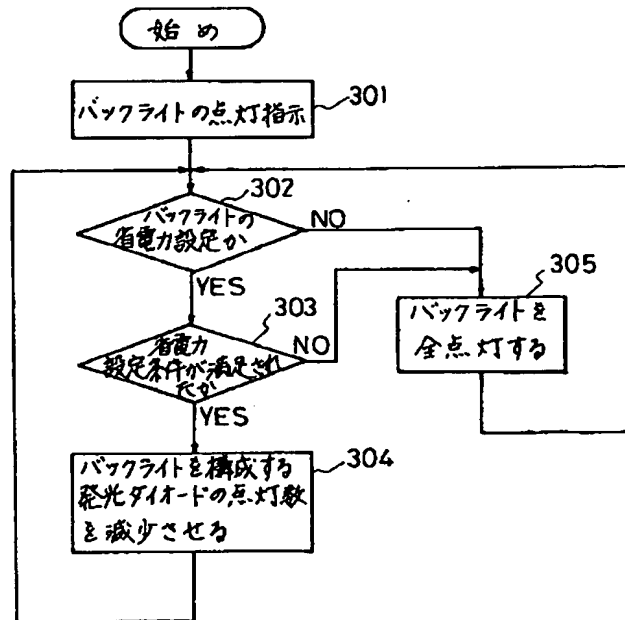 始め
バックライトの点灯指示
301
302
バックライトの
省電力設定か
NO
YES
303
省電力
設定条件が満足され
たか
NO
YES
305
バックライトを
全点灯する
304
バックライトを構成する
発光ダイオードの点灯数
を減少させる